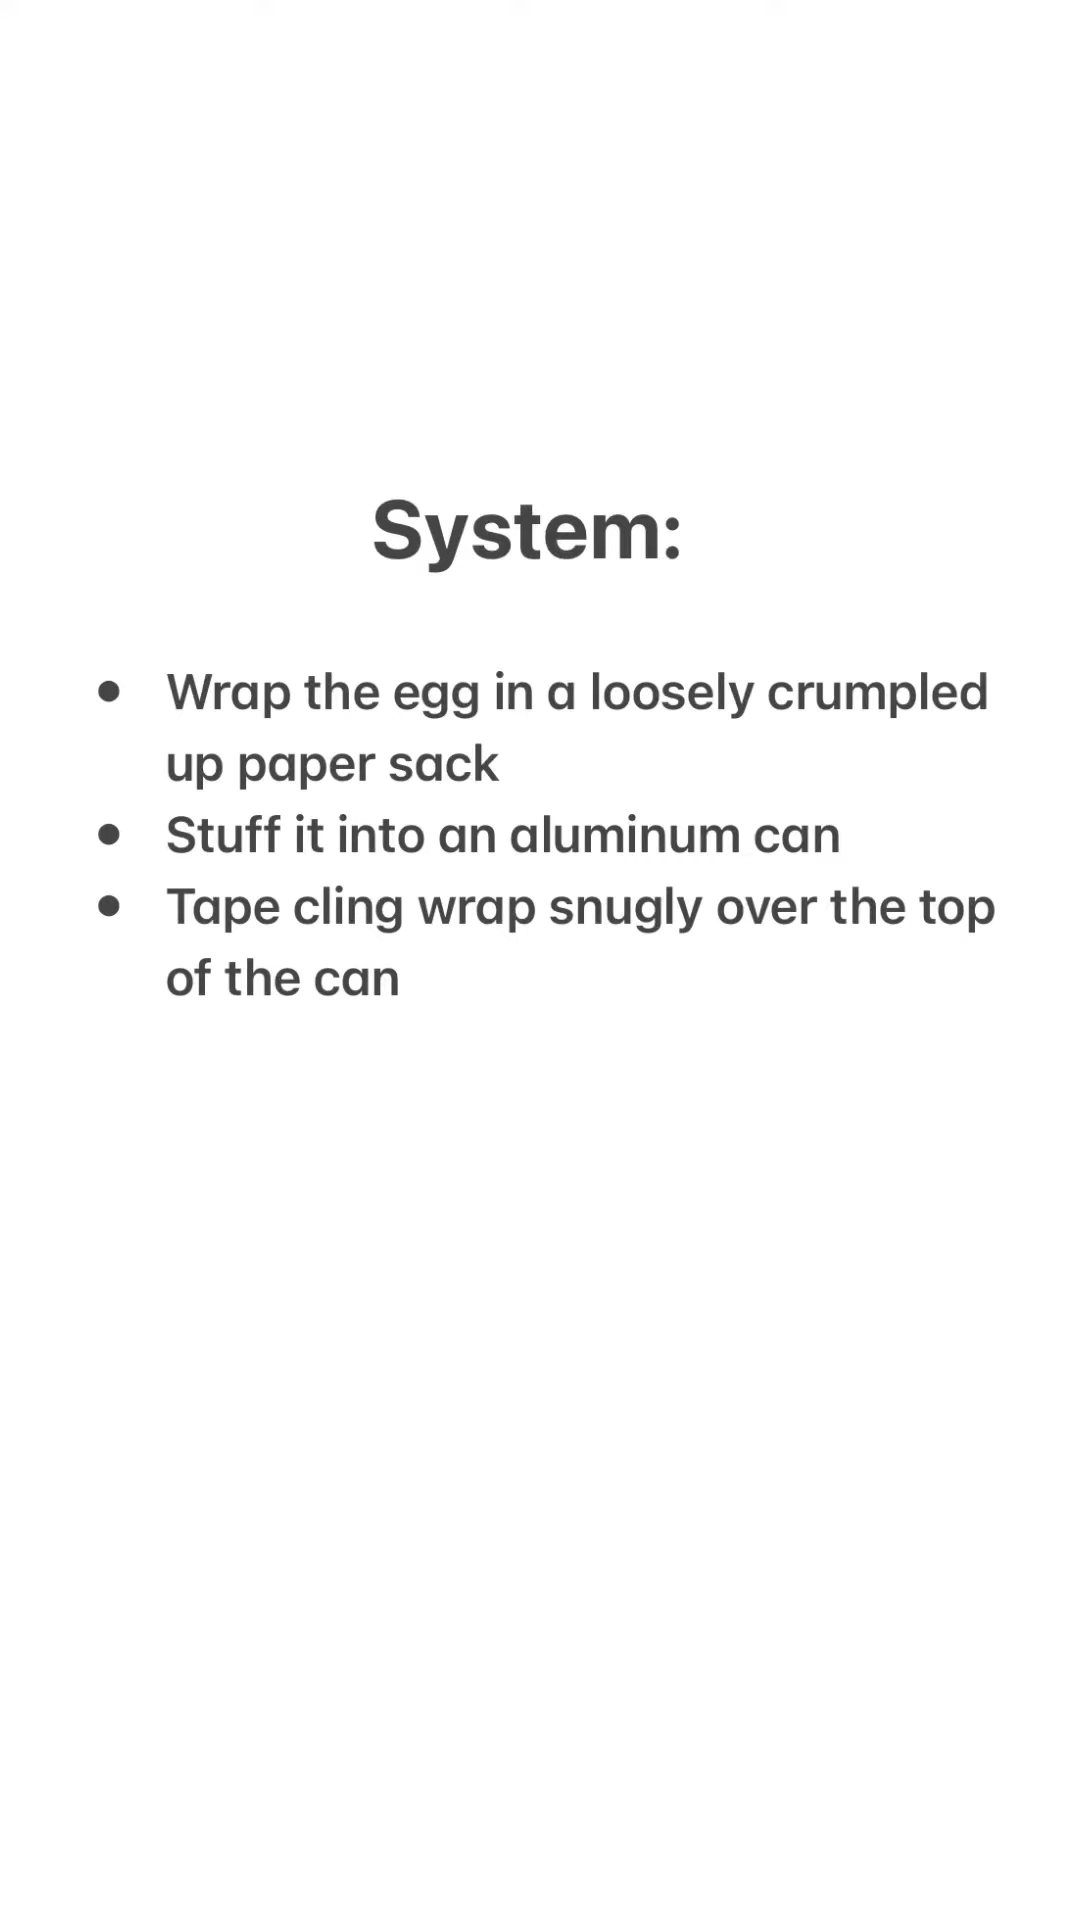 System:
• Wrap the egg in a loosely crumpled
up paper sack
• Stuff it into an aluminum can
• Tape cling wrap snugly over the top
of the can